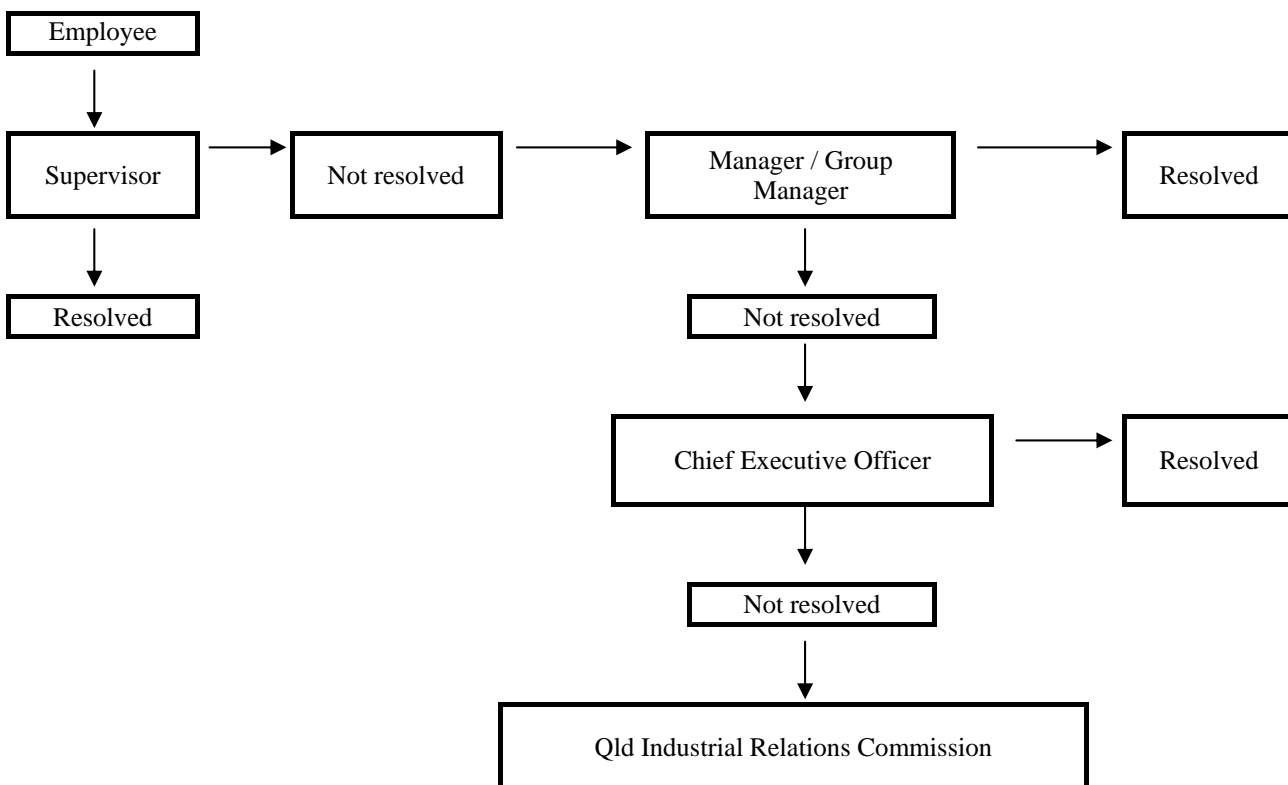 Employee
Supervisor
Not resolved
Manager / Group
Manager
Resolved
Resolved
Not resolved
Chief Executive Officer
Resolved
Not resolved
Qld Industrial Relations Commission